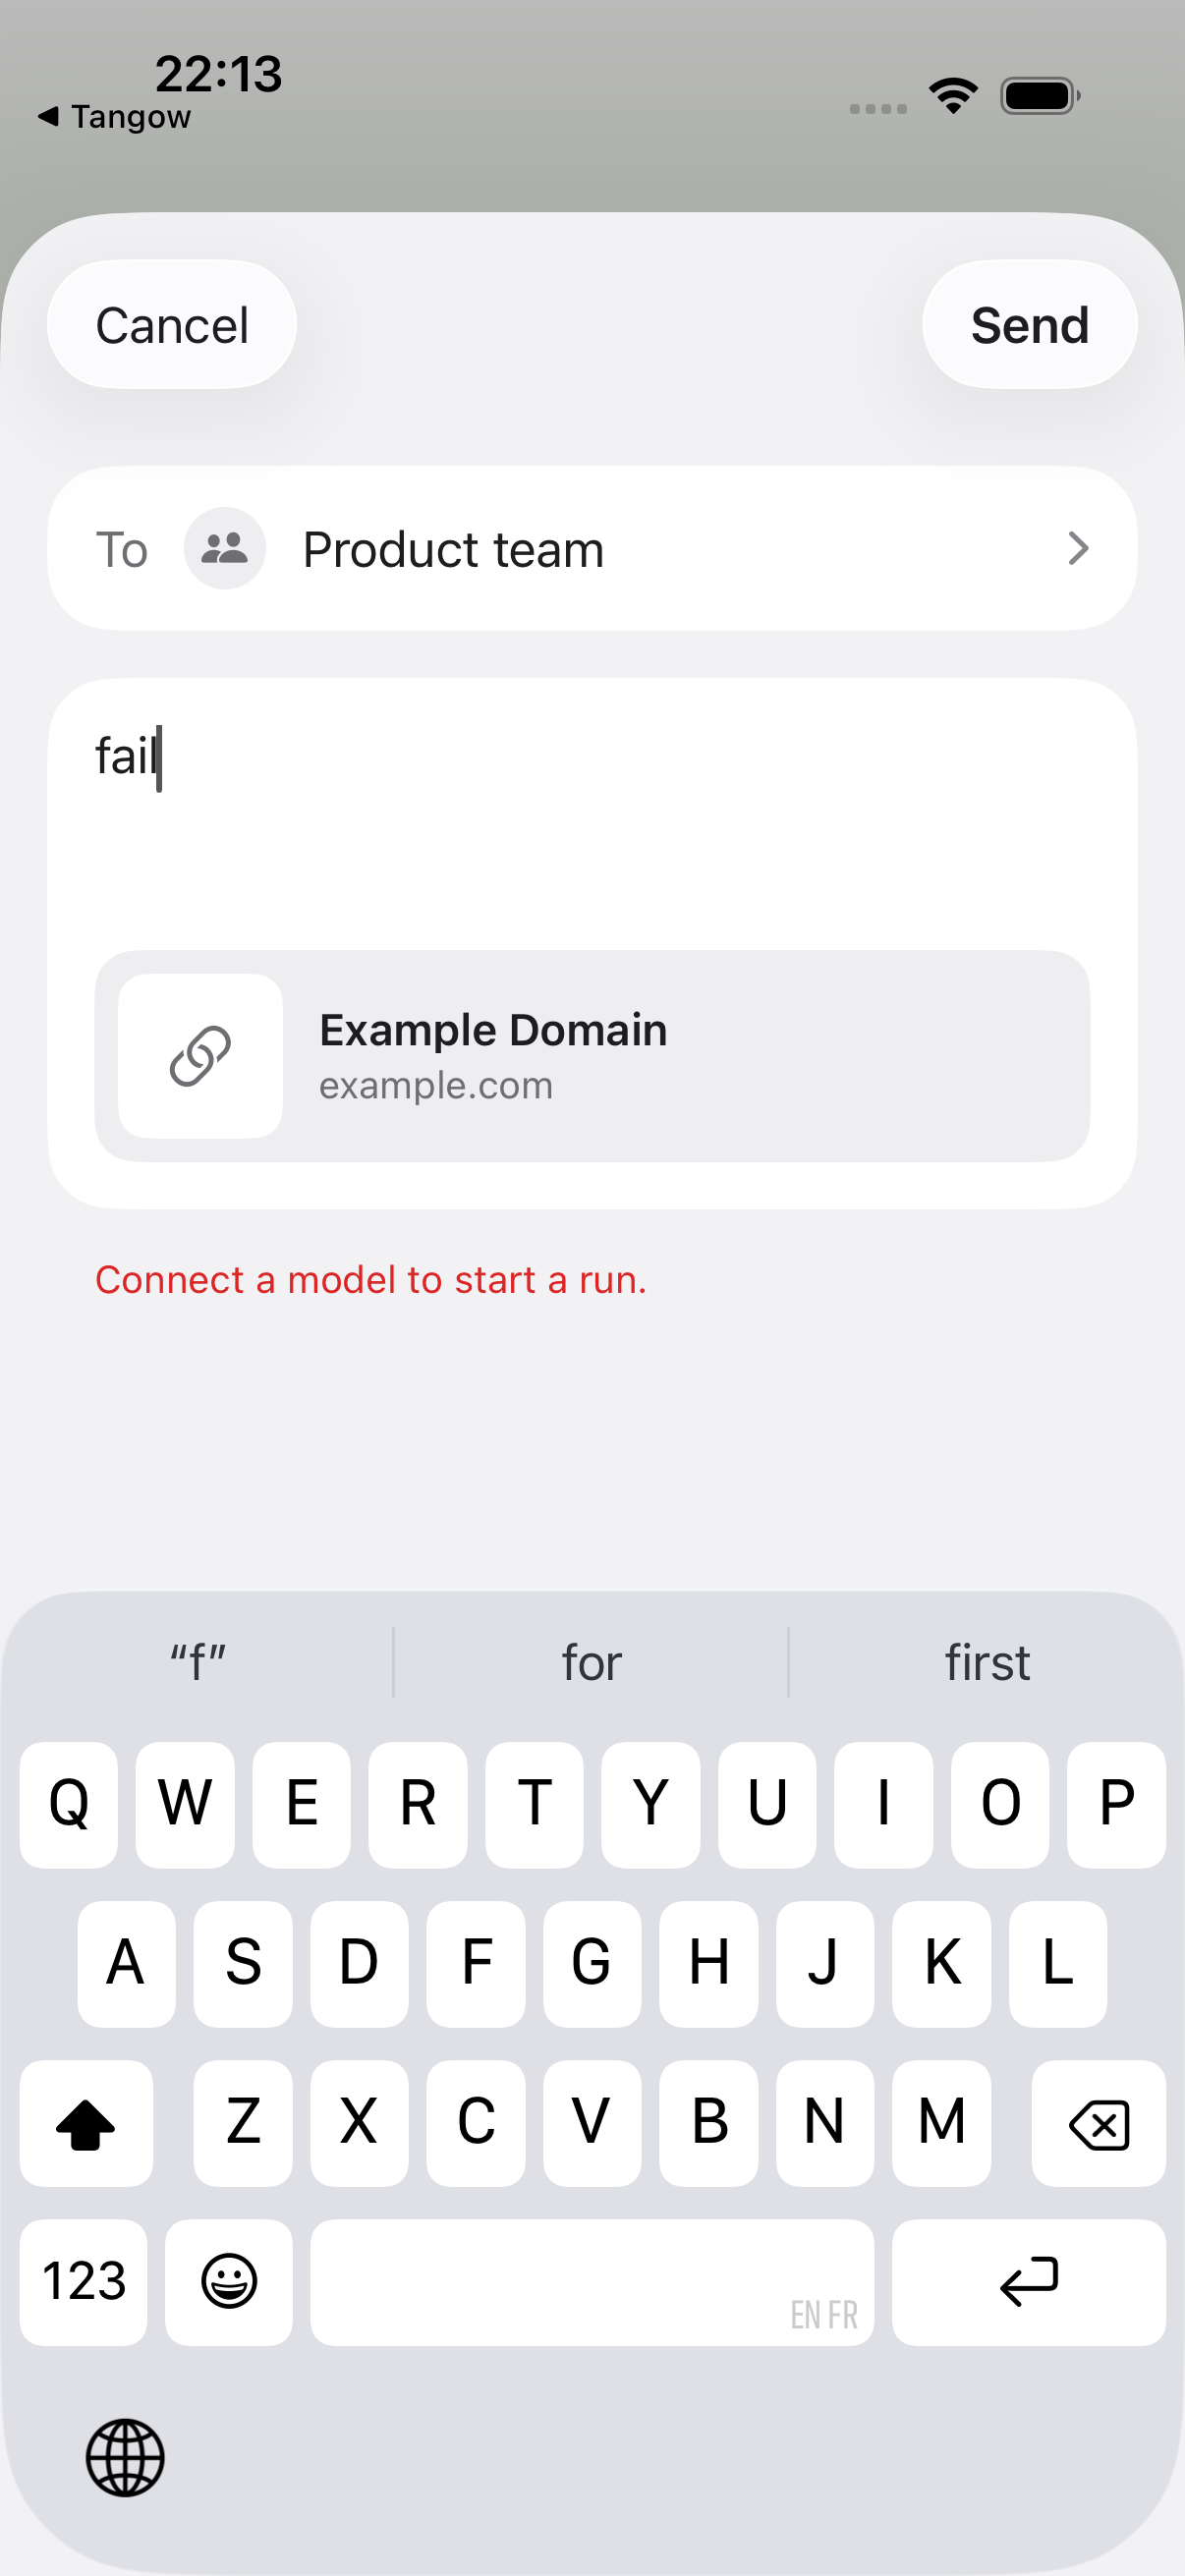 22:13
◀ Tangow
Cancel
Send
To
Product team
fail
Example Domain
example.com
Connect a model to start a run.
“f”
for
first
Q W E R T Y U I O P
A S D F G H J K L
Z X C V B N M
123
EN FR